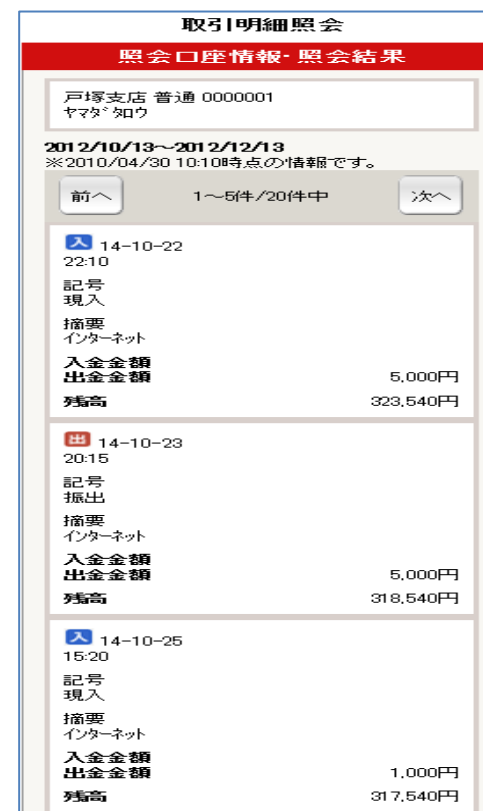 取引明細照会
照会口座情報・照会結果
戸塚支店 普通 0000001
ヤマダタロウ
2012/10/13～2012/12/13
※2010/04/30 10:10時点の情報です。
前へ 1～5件/20件中 次へ
入 14-10-22
22:10
記号
現入
摘要
インターネット
入金金額
出金金額 5,000円
残高 323,540円
出 14-10-23
20:15
記号
振出
摘要
インターネット
入金金額
出金金額 5,000円
残高 318,540円
入 14-10-25
15:20
記号
現入
摘要
インターネット
入金金額
出金金額 1,000円
残高 317,540円